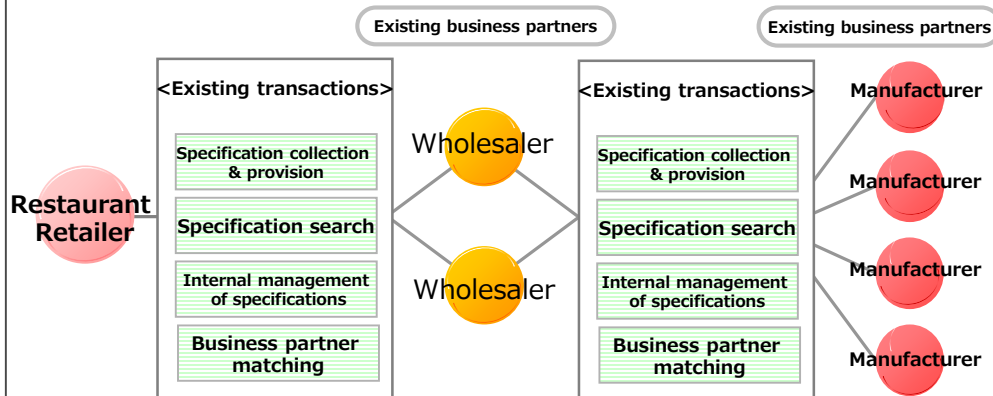 Existing business partners
Existing business partners
<Existing transactions>
<Existing transactions>
Restaurant
Retailer
Specification collection
& provision
Specification search
Internal management
of specifications
Business partner
matching
Wholesaler
Wholesaler
Specification collection
& provision
Specification search
Internal management
of specifications
Business partner
matching
Manufacturer
Manufacturer
Manufacturer
Manufacturer